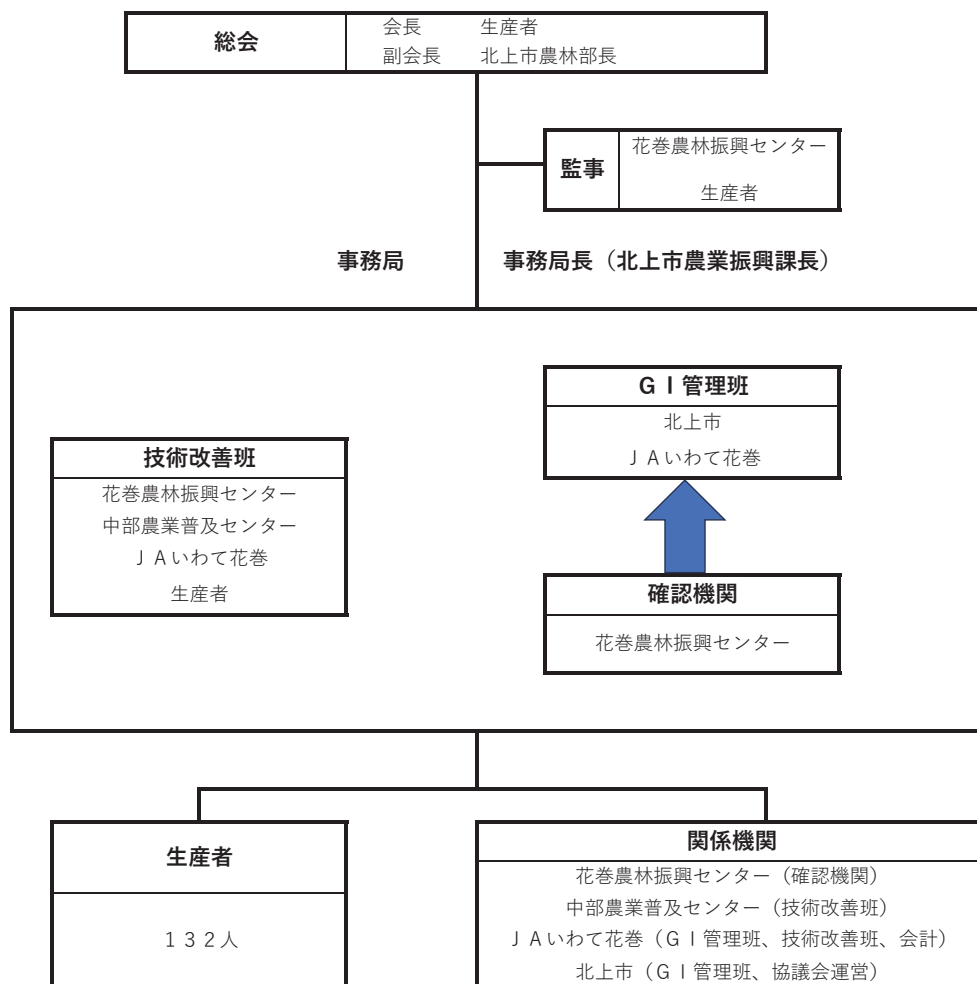 総会
会長　生産者
副会長　北上市農林部長
監事
花巻農林振興センター
生産者
事務局　事務局長（北上市農業振興課長）
ＧＩ管理班
北上市
ＪＡいわて花巻
技術改善班
花巻農林振興センター
中部農業普及センター
ＪＡいわて花巻
生産者
確認機関
花巻農林振興センター
生産者
１３２人
関係機関
花巻農林振興センター（確認機関）
中部農業普及センター（技術改善班）
ＪＡいわて花巻（ＧＩ管理班、技術改善班、会計）
北上市（ＧＩ管理班、協議会運営）